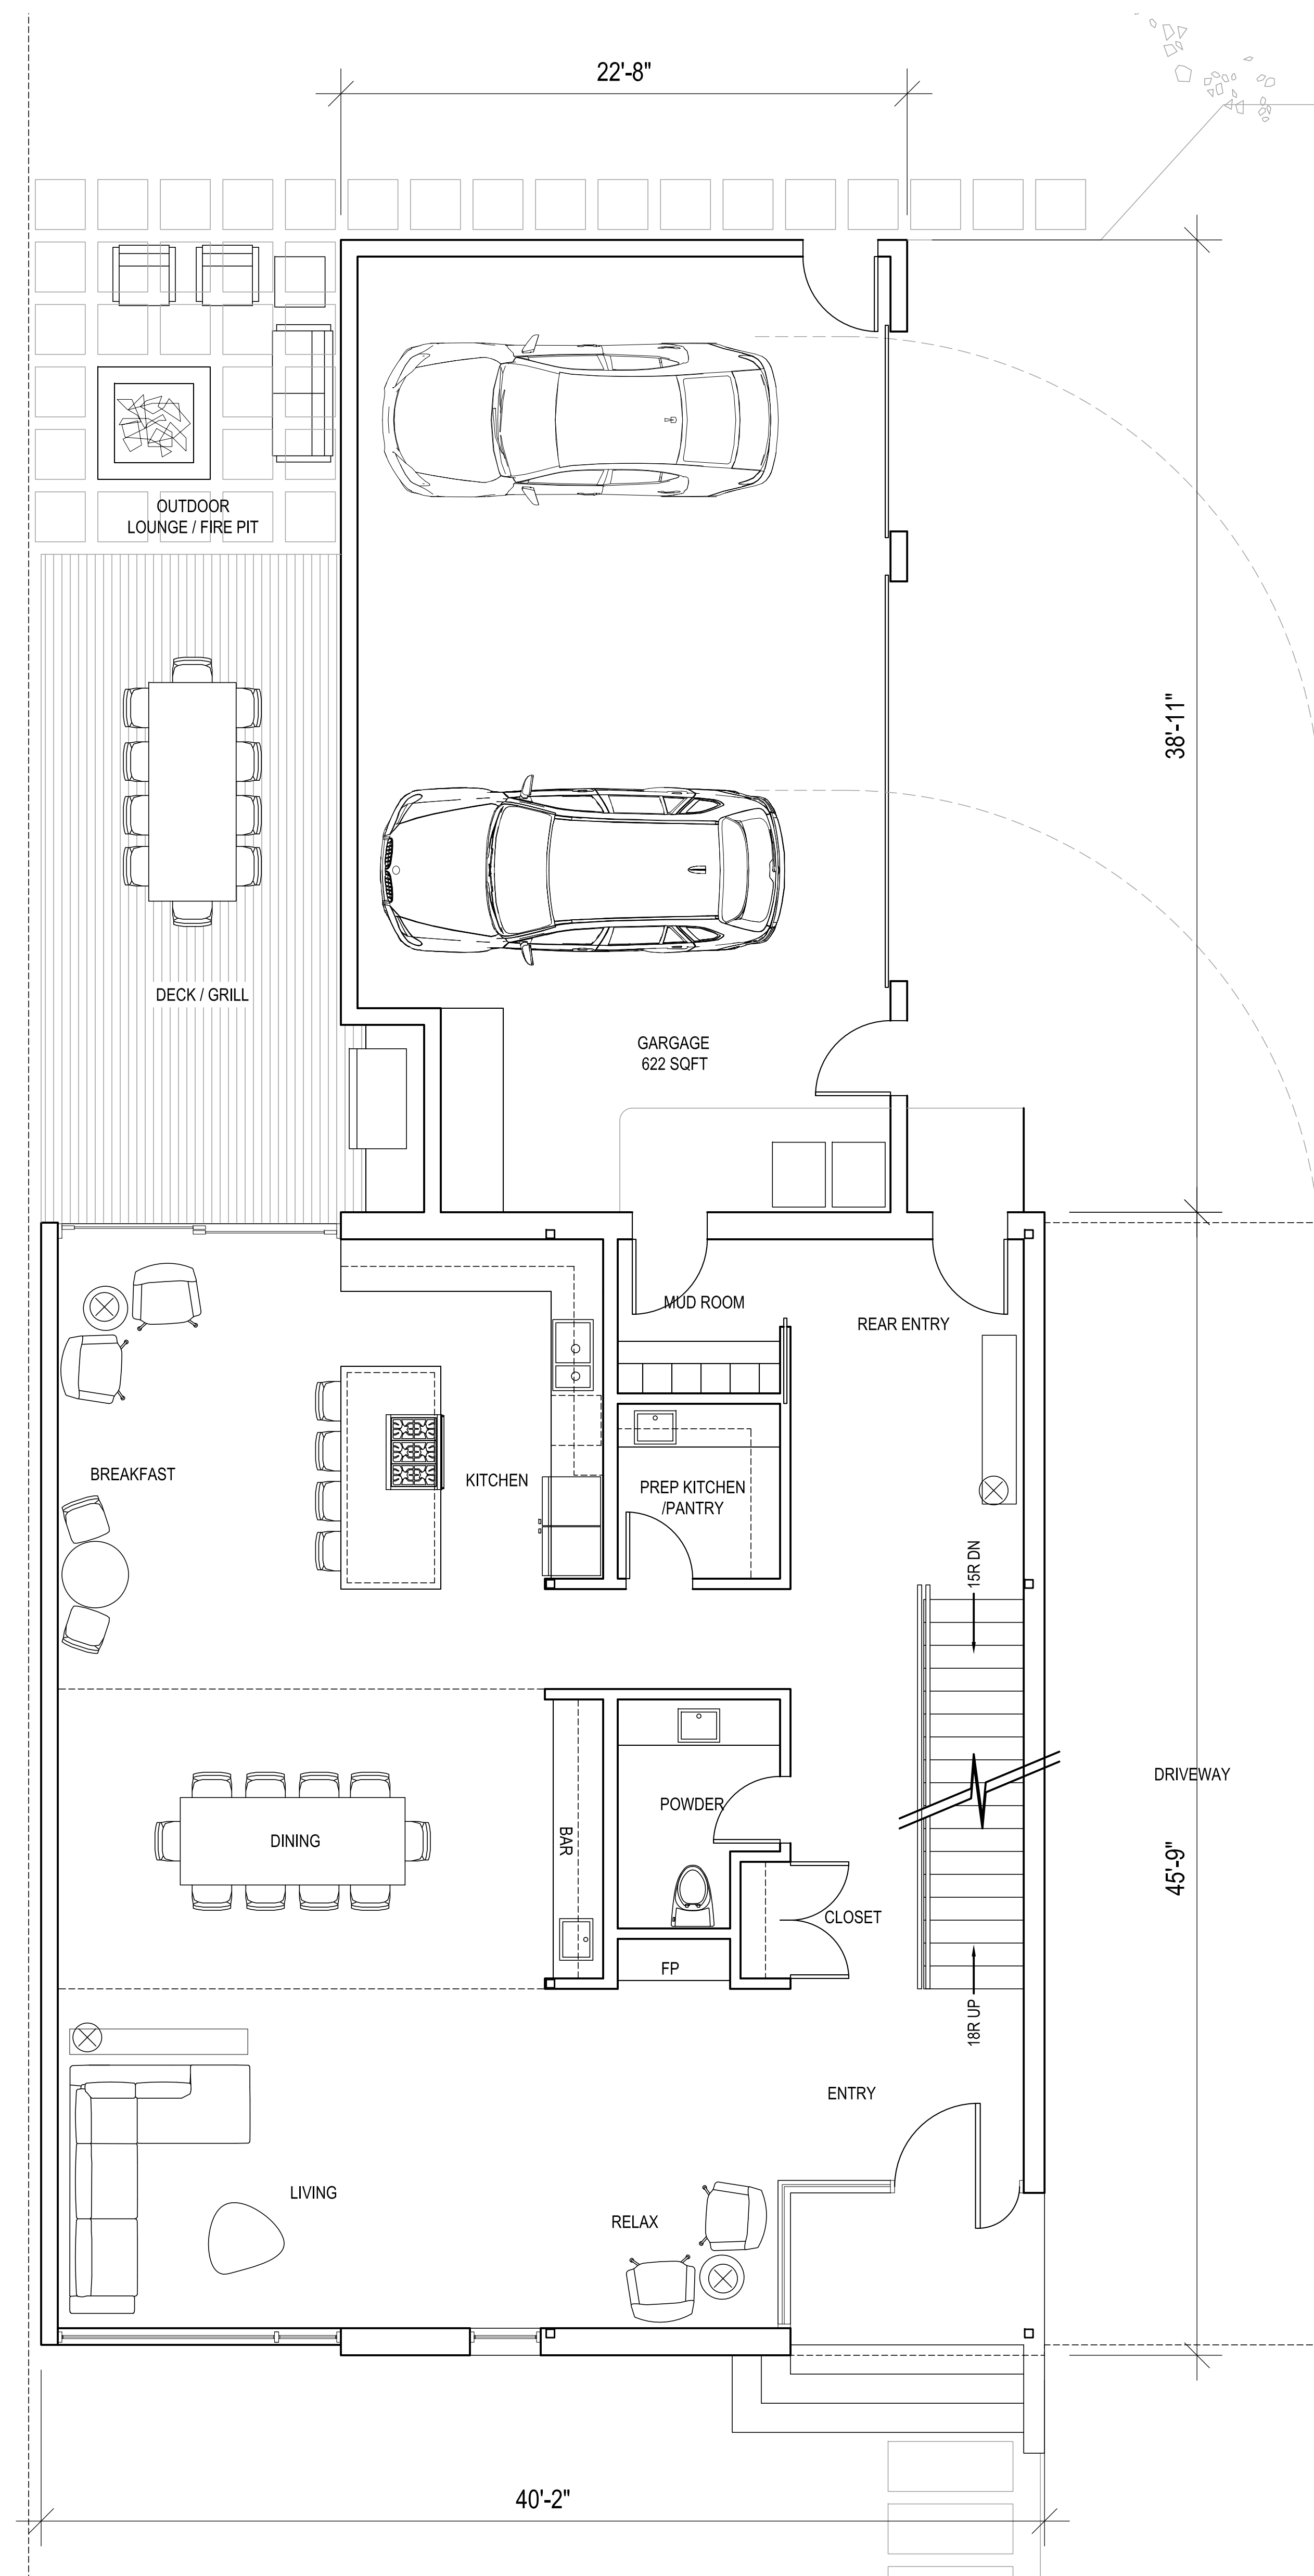 22'-8"
OUTDOOR
LOUNGE / FIRE PIT
38'-11"
DECK / GRILL
GARGAGE
622 SQFT
MUD ROOM
REAR ENTRY
BREAKFAST
KITCHEN
PREP KITCHEN
/PANTRY
15R DN
DRIVEWAY
POWDER
DINING
BAR
45'-9"
CLOSET
FP
18R UP
ENTRY
LIVING
RELAX
40'-2"